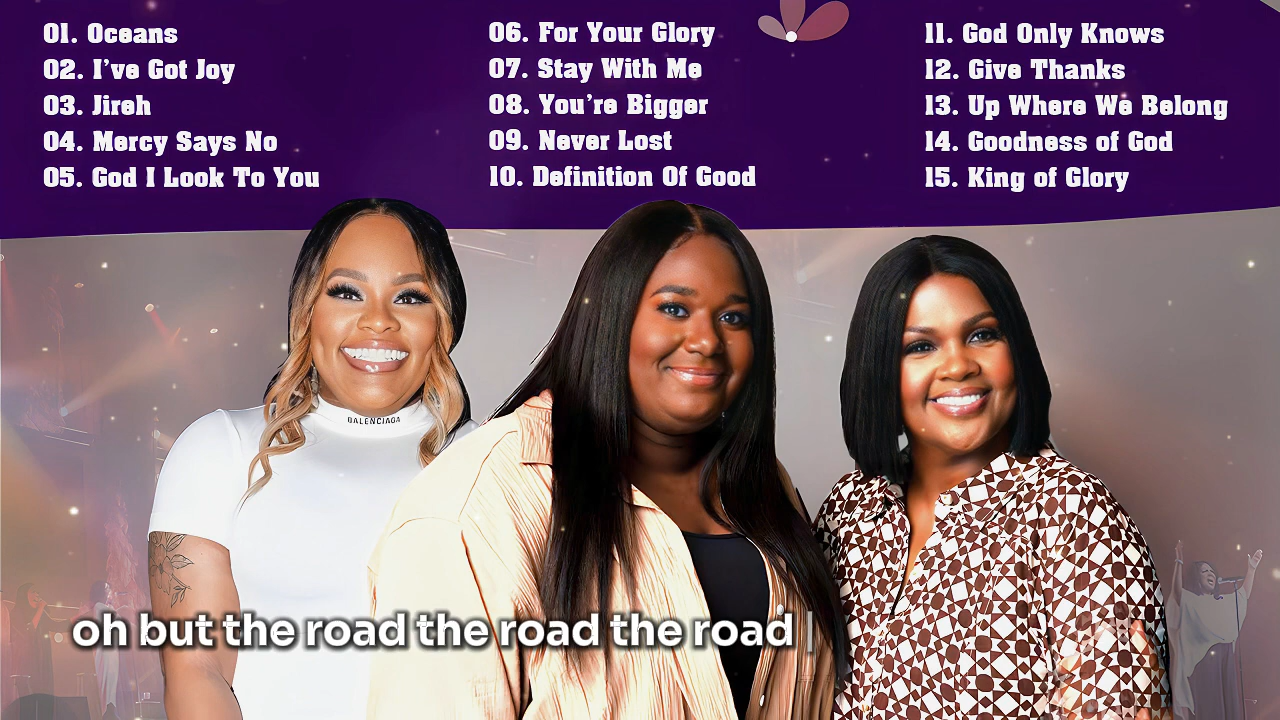 01. Oceans
02. I've Got Joy
03. Jireh
04. Mercy Says No
05. God I Look To You
06. For Your Glory
07. Stay With Me
08. You're Bigger
09. Never Lost
10. Definition Of Good
11. God Only Knows
12. Give Thanks
13. Up Where We Belong
14. Goodness of God
15. King of Glory
BALENCIAGA
oh but the road the road the road